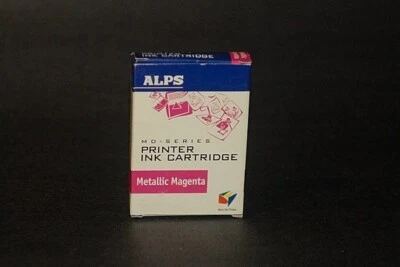 INK CARTRIDGE
ALPS
MD-SERIES
PRINTER
INK CARTRIDGE
Metallic Magenta